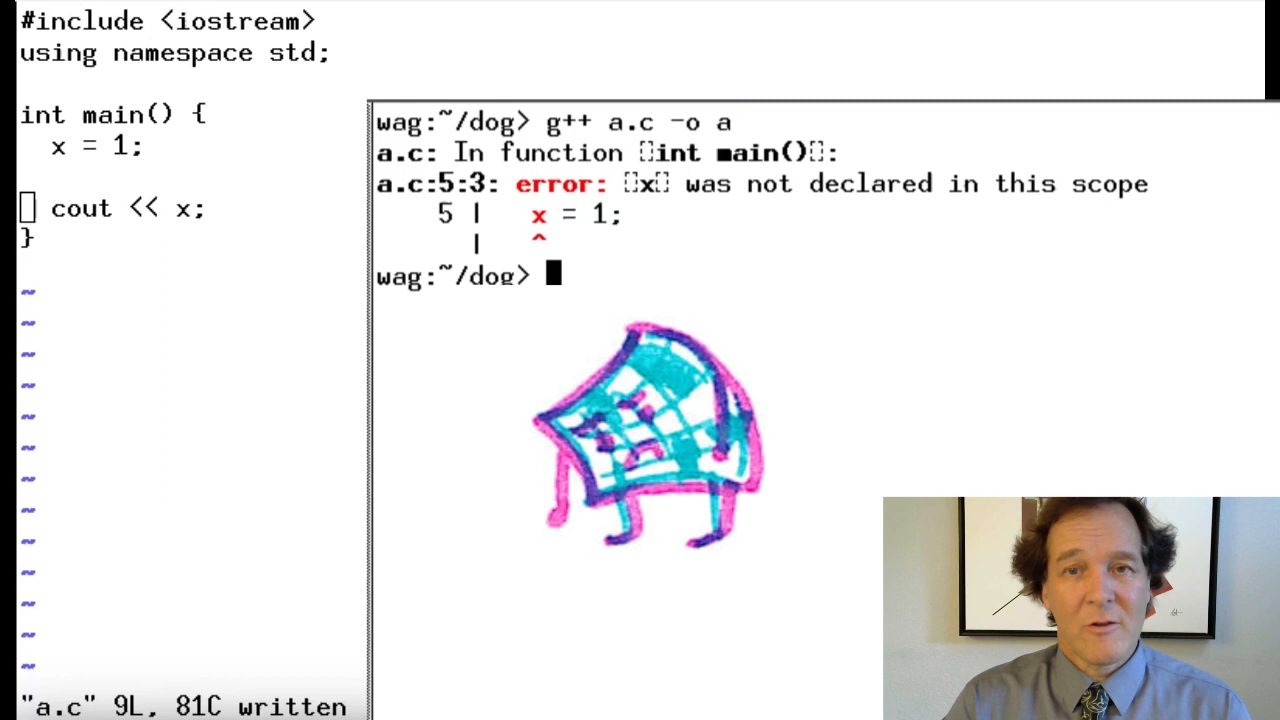 #include <iostream>
using namespace std;
int main() {
x = 1;
cout << x;
}
~
~
~
~
~
~
~
~
~
~
~
~
~
"a.c" 9L, 81C written
wag:~/dog> g++ a.c -o a
a.c: In function int main():
a.c:5:3: error: x was not declared in this scope
5 | x = 1;
| ^
wag:~/dog>